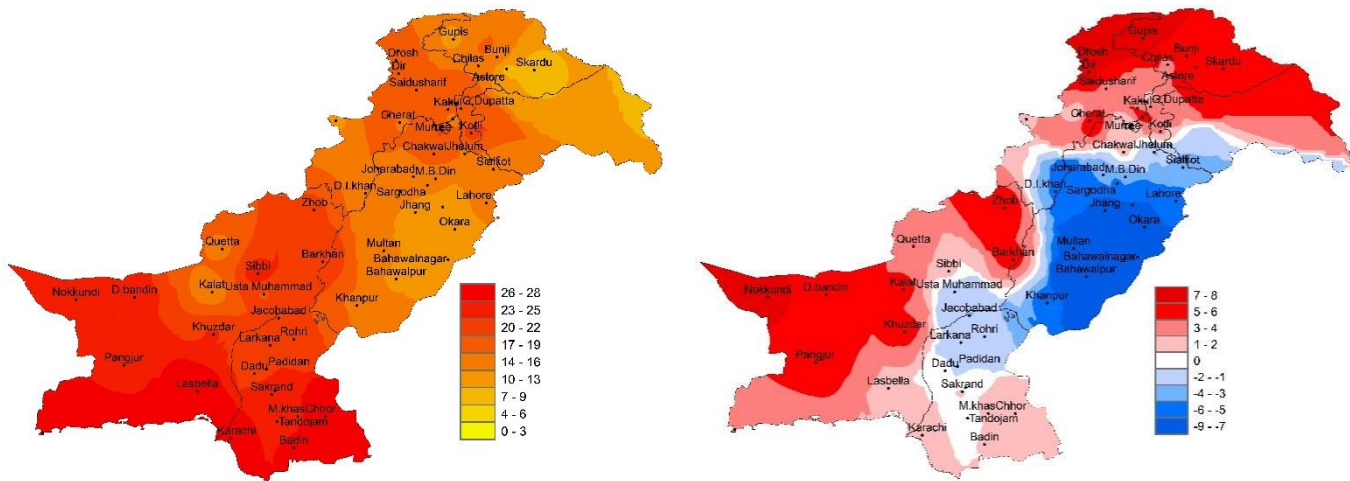 Gupis
Drosh
Bunji
Dir
Chilas
Skardu
Astore
Saidusharif
G.Dupatta
Cherat
Murree
Kotli
Chakwal
Jhelum
Sialkot
Joharabad
M.B.Din
D.I.khan
Sargodha
Lahore
Zhob
Jhang
Okara
Quetta
Multan
Barkhan
Bahawalnagar
Sibbi
Bahawalpur
Kalat
Usta Muhammad
Nokkundi
D.bandin
Khanpur
Jacobabad
Khuzdar
Larkana
Rohri
Pangjur
Dadu
Padidan
Lasbella
Sakrand
M.khas
Chhor
Tandojam
Karachi
Badin
26 - 28
23 - 25
20 - 22
17 - 19
14 - 16
10 - 13
7 - 9
4 - 6
0 - 3
Gupis
Drosh
Bunji
Dir
Chilas
Skardu
Astore
Saidusharif
G.Dupatta
Cherat
Murree
Kotli
Chakwal
Jhelum
Sialkot
Joharabad
M.B.Din
D.I.khan
Sargodha
Lahore
Zhob
Jhang
Okara
Quetta
Multan
Barkhan
Bahawalnagar
Sibbi
Bahawalpur
Kalat
Usta Muhammad
Nokkundi
D.bandin
Khanpur
Jacobabad
Khuzdar
Larkana
Rohri
Pangjur
Dadu
Padidan
Lasbella
Sakrand
M.khas
Chhor
Tandojam
Karachi
Badin
7 - 8
5 - 6
3 - 4
1 - 2
0
-2 - -1
-4 - -3
-6 - -5
-9 - -7